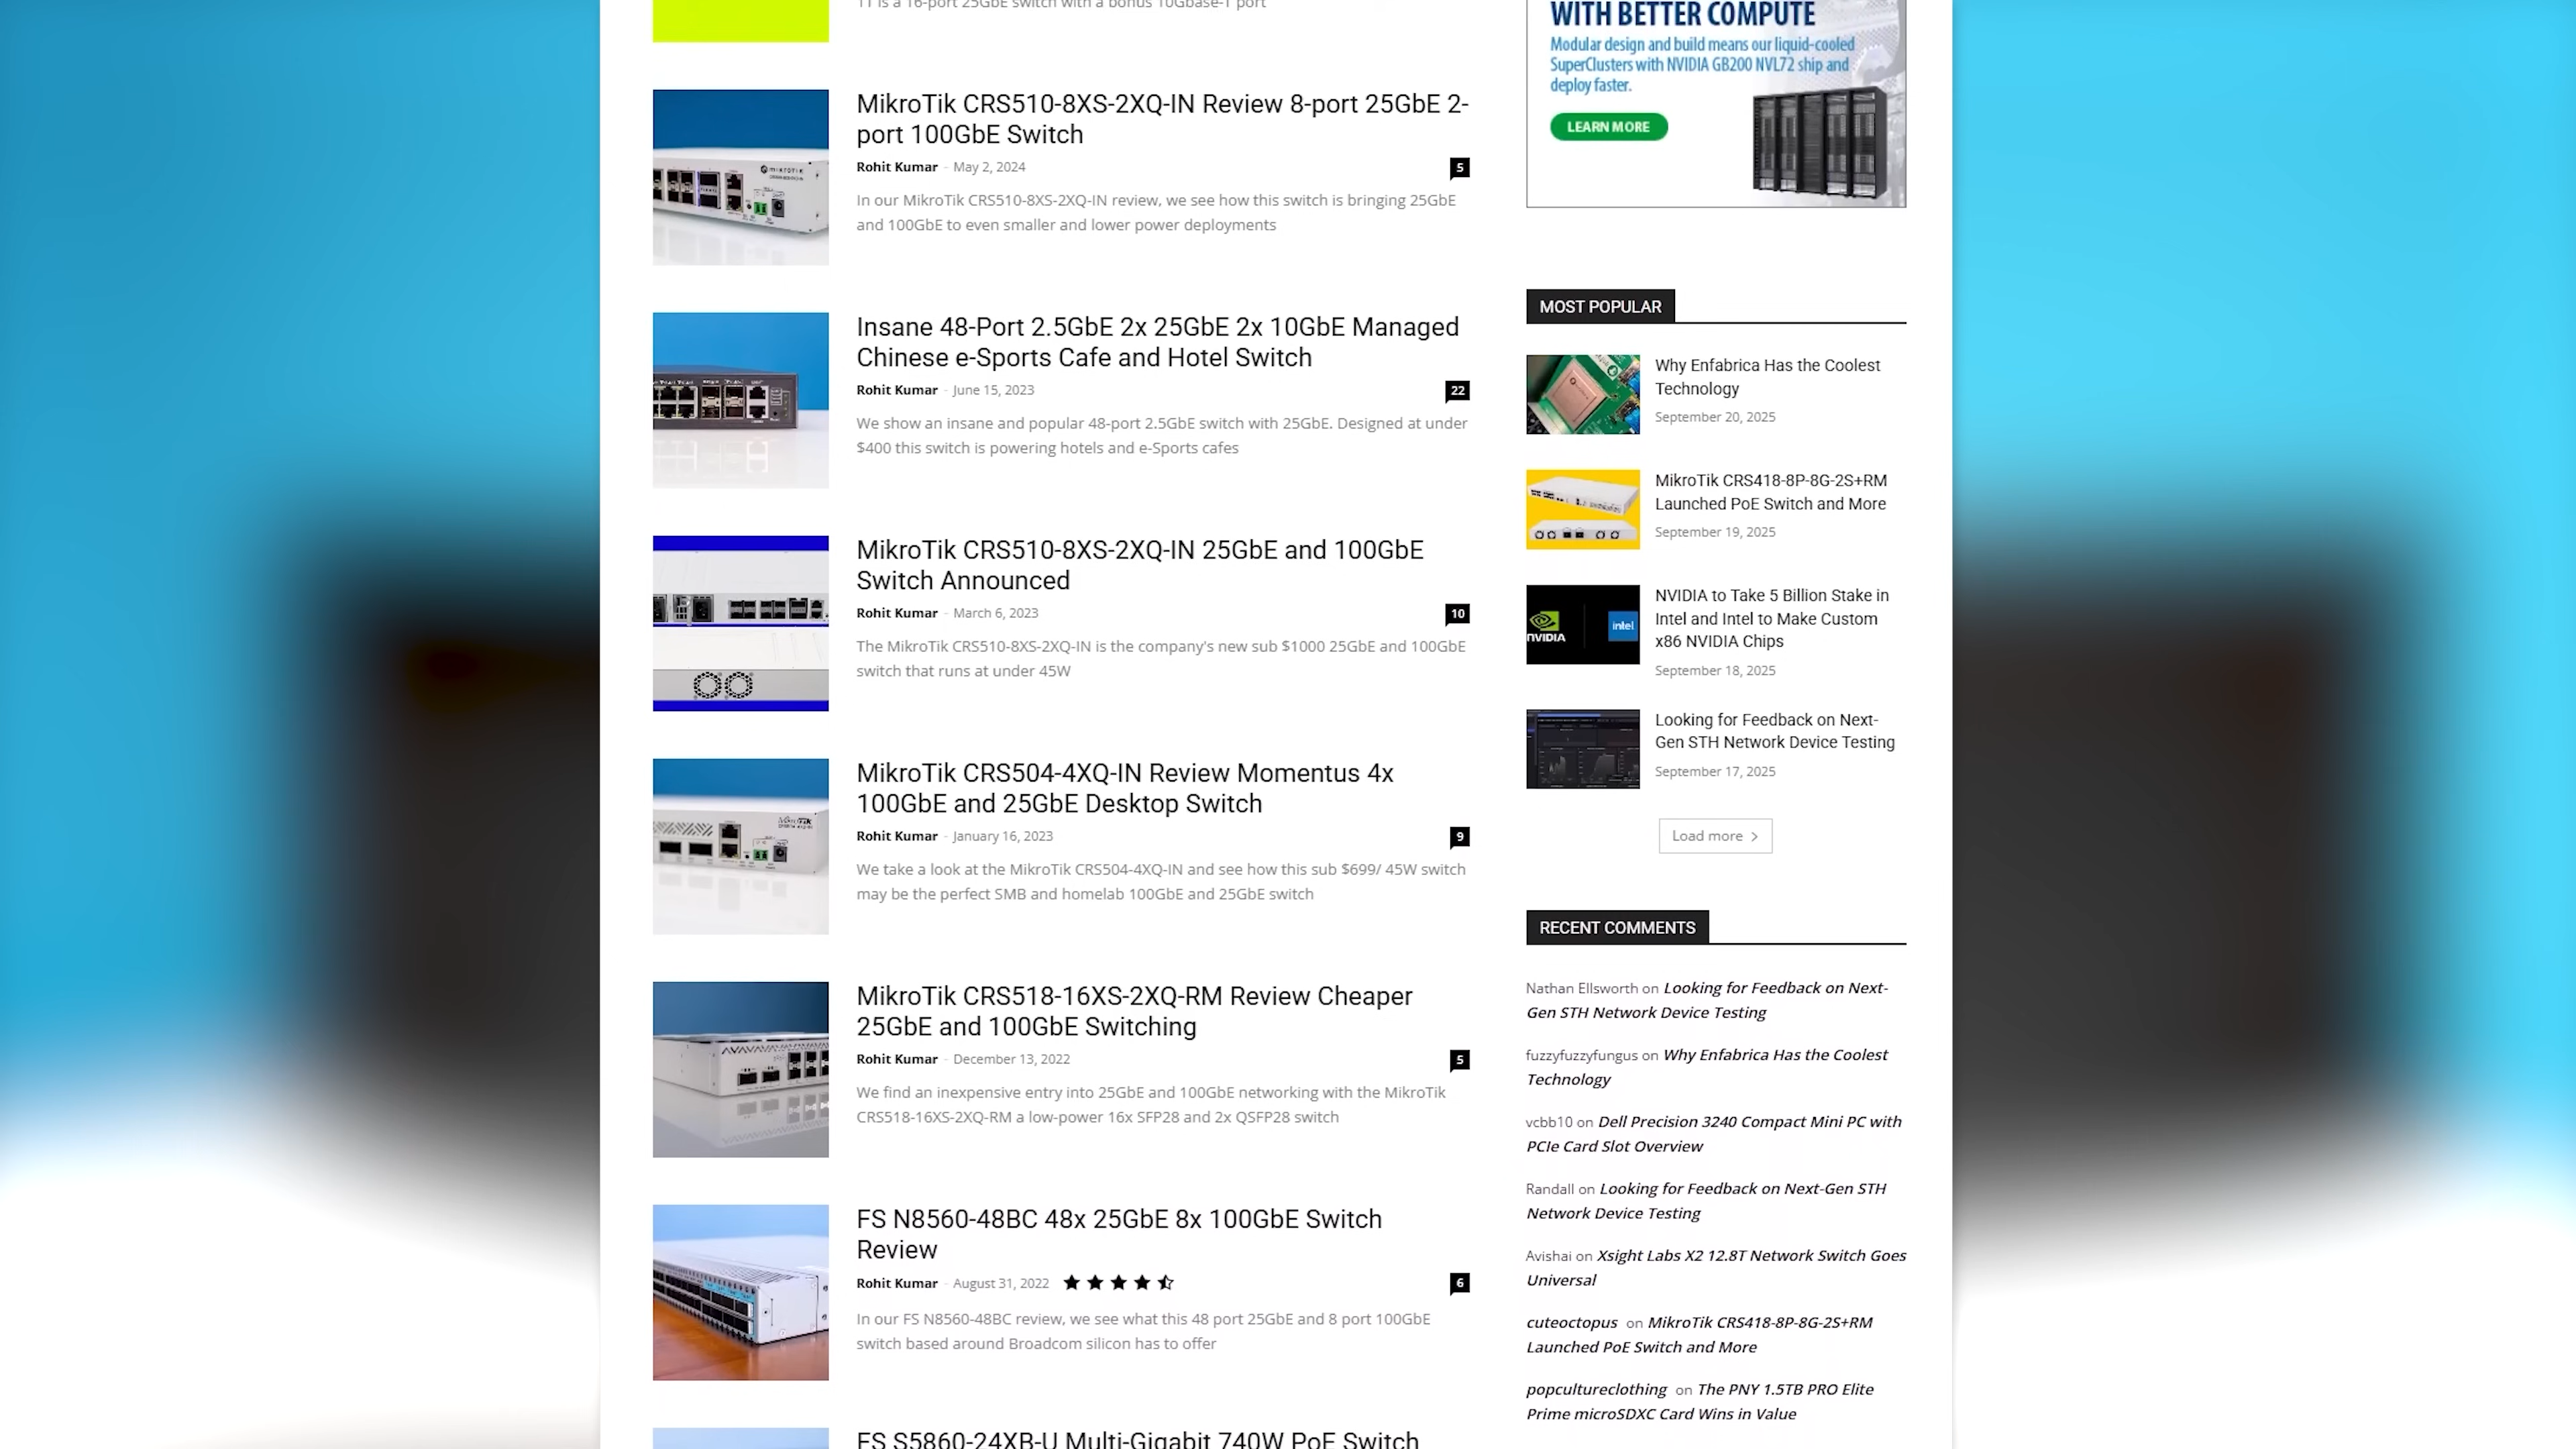 11 is a 16-port 25GbE switch with a bonus 10Gbase-T port
MikroTik CRS510-8XS-2XQ-IN Review 8-port 25GbE 2-
port 100GbE Switch
Rohit Kumar - May 2, 2024
5
In our MikroTik CRS510-8XS-2XQ-IN review, we see how this switch is bringing 25GbE
and 100GbE to even smaller and lower power deployments
Insane 48-Port 2.5GbE 2x 25GbE 2x 10GbE Managed
Chinese e-Sports Cafe and Hotel Switch
Rohit Kumar - June 15, 2023
22
We show an insane and popular 48-port 2.5GbE switch with 25GbE. Designed at under
$400 this switch is powering hotels and e-Sports cafes
MikroTik CRS510-8XS-2XQ-IN 25GbE and 100GbE
Switch Announced
Rohit Kumar - March 6, 2023
10
The MikroTik CRS510-8XS-2XQ-IN is the company's new sub $1000 25GbE and 100GbE
switch that runs at under 45W
MikroTik CRS504-4XQ-IN Review Momentus 4x
100GbE and 25GbE Desktop Switch
Rohit Kumar - January 16, 2023
9
We take a look at the MikroTik CRS504-4XQ-IN and see how this sub $699/ 45W switch
may be the perfect SMB and homelab 100GbE and 25GbE switch
MikroTik CRS518-16XS-2XQ-RM Review Cheaper
25GbE and 100GbE Switching
Rohit Kumar - December 13, 2022
5
We find an inexpensive entry into 25GbE and 100GbE networking with the MikroTik
CRS518-16XS-2XQ-RM a low-power 16x SFP28 and 2x QSFP28 switch
FS N8560-48BC 48x 25GbE 8x 100GbE Switch
Review
Rohit Kumar - August 31, 2022
6
In our FS N8560-48BC review, we see what this 48 port 25GbE and 8 port 100GbE
switch based around Broadcom silicon has to offer
FS S5860-24XB-U Multi-Gigabit 740W PoE Switch
WITH BETTER COMPUTE
Modular design and build means our liquid-cooled
SuperClusters with NVIDIA GB200 NVL72 ship and
deploy faster.
LEARN MORE
MOST POPULAR
Why Enfabrica Has the Coolest
Technology
September 20, 2025
MikroTik CRS418-8P-8G-2S+RM
Launched PoE Switch and More
September 19, 2025
NVIDIA
intel
NVIDIA to Take 5 Billion Stake in
Intel and Intel to Make Custom
x86 NVIDIA Chips
September 18, 2025
Looking for Feedback on Next-
Gen STH Network Device Testing
September 17, 2025
Load more
RECENT COMMENTS
Nathan Ellsworth on Looking for Feedback on Next-
Gen STH Network Device Testing
fuzzyfuzzyfungus on Why Enfabrica Has the Coolest
Technology
vcbb10 on Dell Precision 3240 Compact Mini PC with
PCIe Card Slot Overview
Randall on Looking for Feedback on Next-Gen STH
Network Device Testing
Avishai on Xsight Labs X2 12.8T Network Switch Goes
Universal
cuteoctopus on MikroTik CRS418-8P-8G-2S+RM
Launched PoE Switch and More
popcultureclothing on The PNY 1.5TB PRO Elite
Prime microSDXC Card Wins in Value